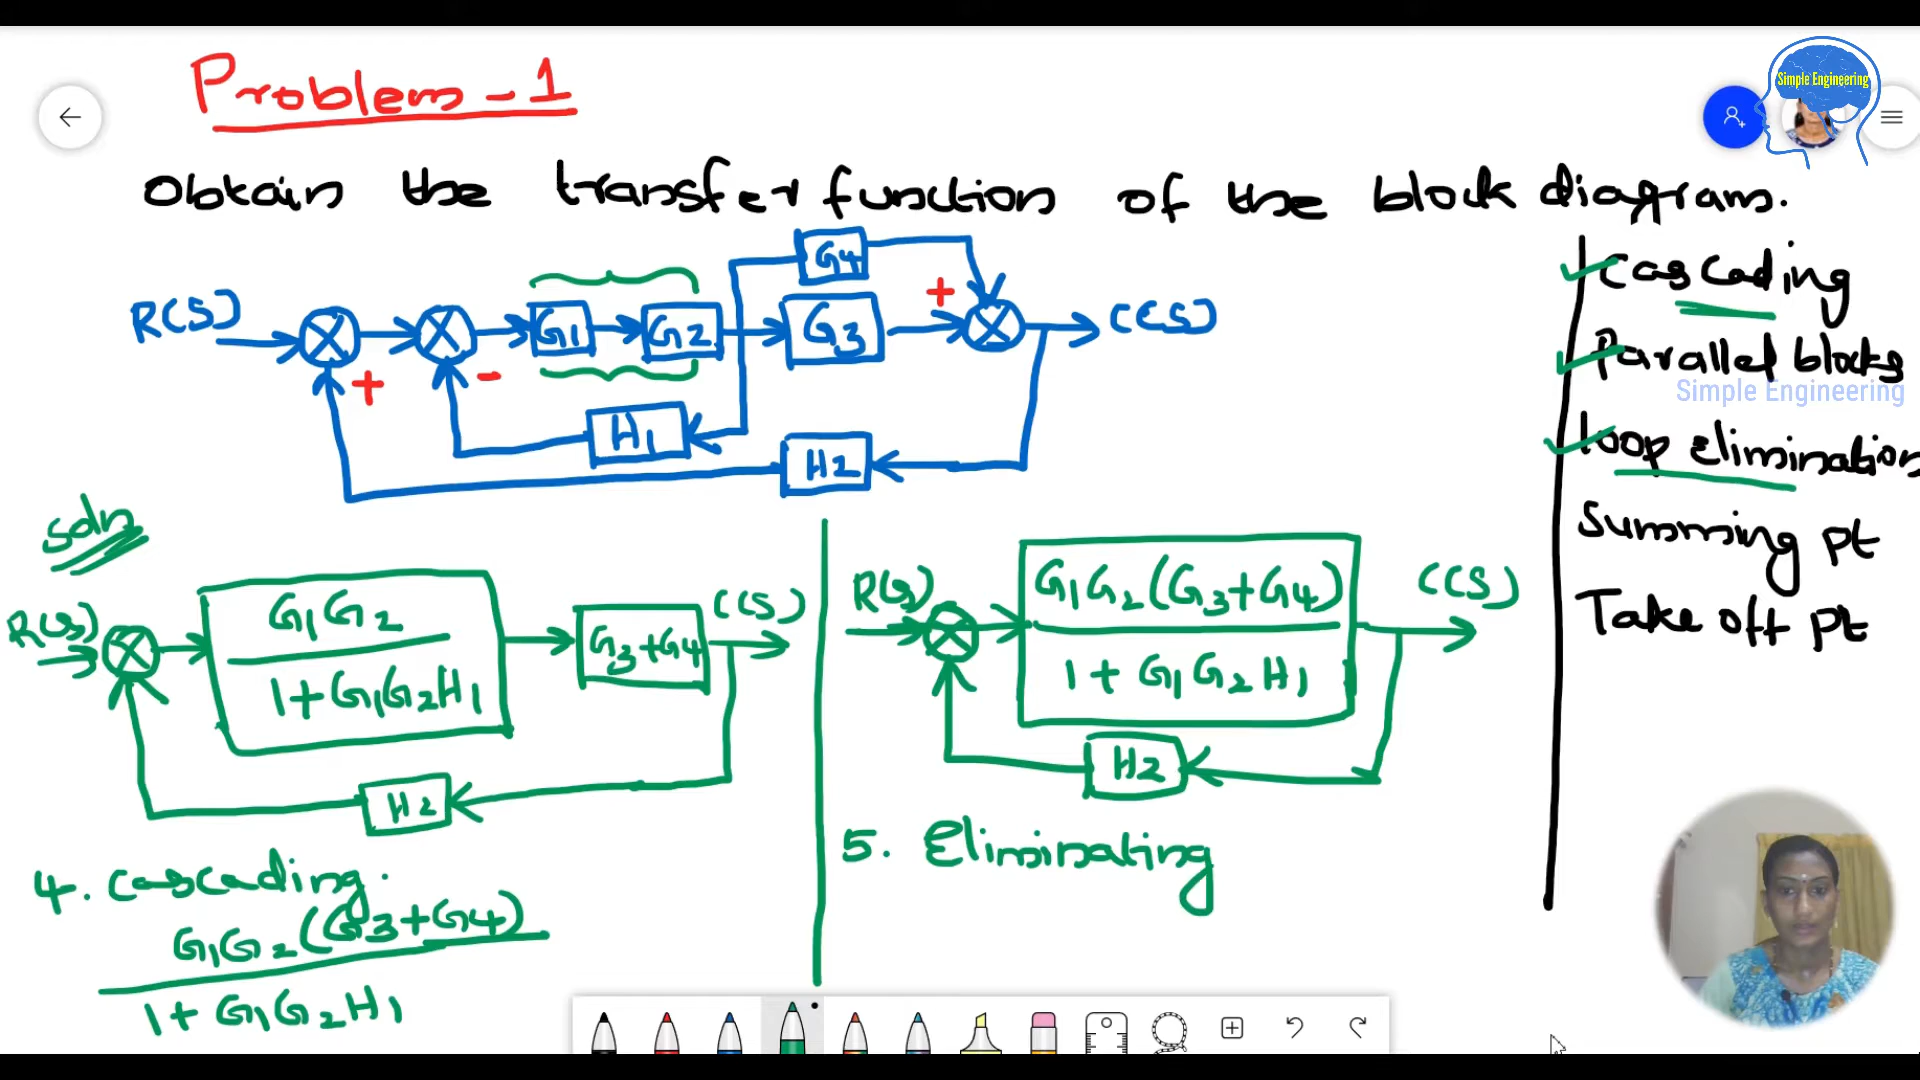 Problem - 1
Simple Engineering
Obtain the transfer function of the block diagram.
G4
R(S) G1 G2 G3 + C(S)
+ -
H1
H2
Cascading
Parallel blocks
Simple Engineering
Loop elimination
Summing pt
Take off pt
Soln
R(S) G1G2 / 1+G1G2H1 G3+G4 C(S)
H2
4. Cascading.
G1G2(G3+G4)
1+G1G2H1
R(S) G1G2(G3+G4) C(S)
1+G1G2H1
H2
5. Eliminating